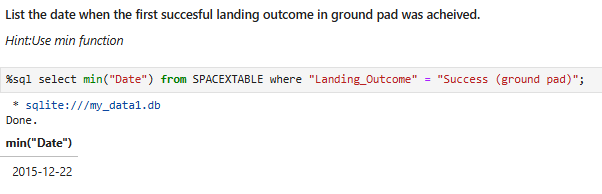 List the date when the first succesful landing outcome in ground pad was acheived.
Hint:Use min function
%sql select min("Date") from SPACEXTABLE where "Landing_Outcome" = "Success (ground pad)";
* sqlite:///my_data1.db
Done.
min("Date")
2015-12-22